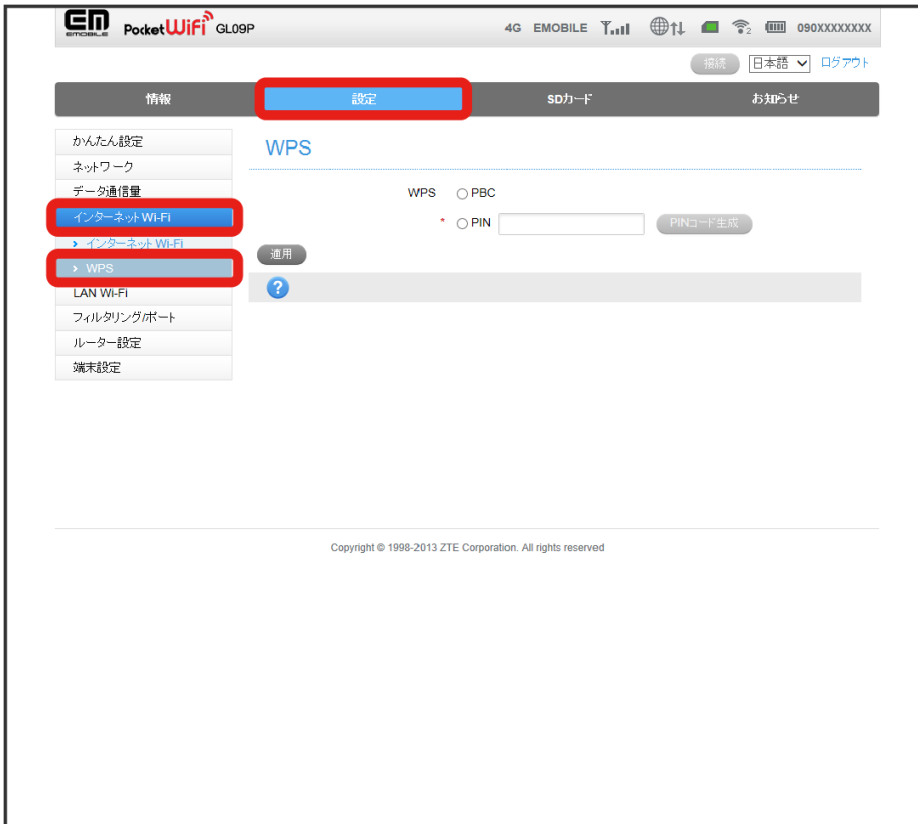 EM
EMOBILE
Pocket WiFi GL09P
4G EMOBILE 2 090XXXXXXXX
接続 日本語 ログアウト
情報 設定 SDカード お知らせ
かんたん設定
ネットワーク
データ通信量
インターネット Wi-Fi
› インターネット Wi-Fi
› WPS
LAN Wi-Fi
フィルタリング/ポート
ルーター設定
端末設定
WPS
WPS PBC
* PIN PINコード生成
適用
?
Copyright © 1998-2013 ZTE Corporation. All rights reserved